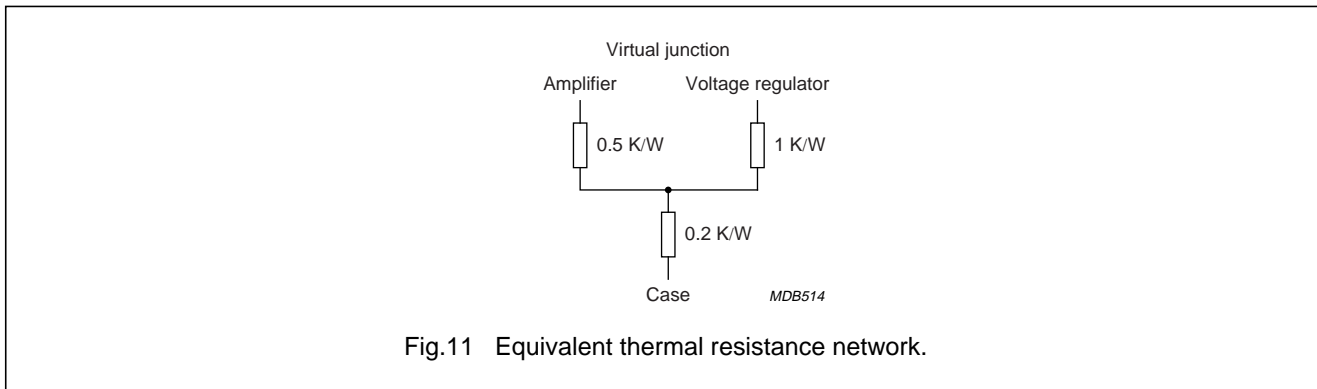 Virtual junction
Amplifier Voltage regulator
0.5 K/W 1 K/W
0.2 K/W
Case MDB514
Fig.11 Equivalent thermal resistance network.